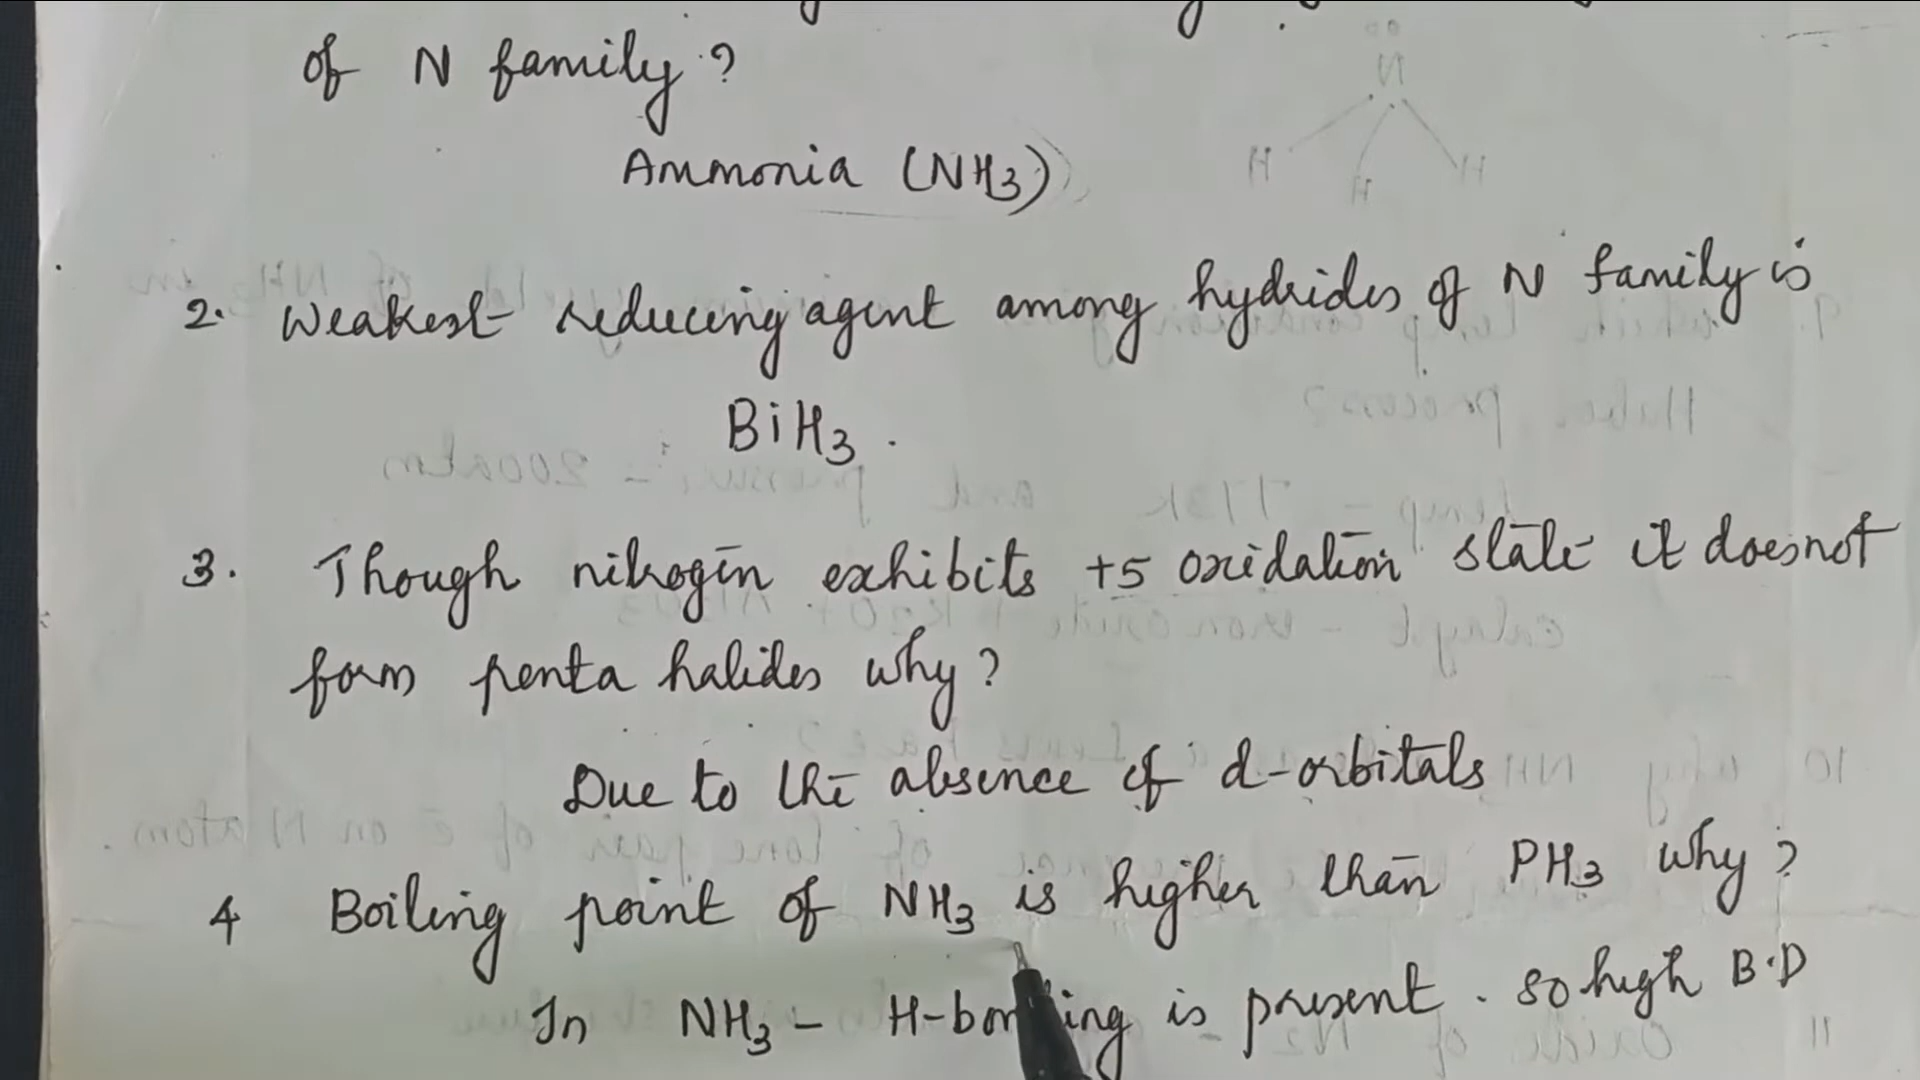 of N family ?
Ammonia (NH3)
2. Weakest reducing agent among hydrides of N family is
BiH3 .
3. Though nitrogen exhibits +5 oxidation state it does not
form penta halides why ?
Due to the absence of d-orbitals
4 Boiling point of NH3 is higher than PH3 why ?
In NH3 - H-bonding is present . so high B.P